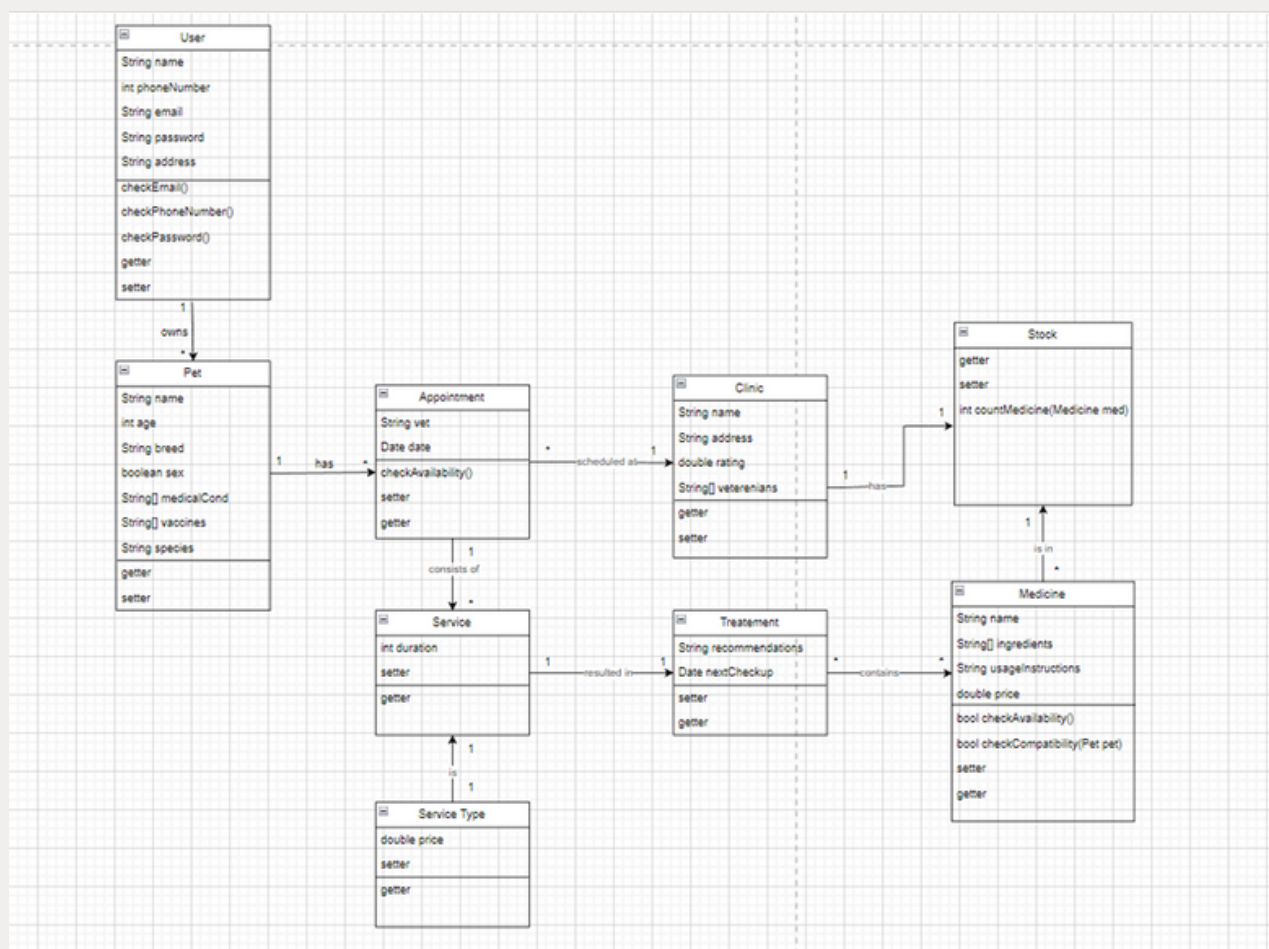 User
String name
int phoneNumber
String email
String password
String address
checkEmail()
checkPhoneNumber()
checkPassword()
getter
setter
1
owns
*
Pet
String name
int age
String breed
boolean sex
String[] medicalCond
String[] vaccines
String species
getter
setter
1
has
*
Appointment
String vet
Date date
checkAvailability()
setter
getter
*
scheduled at
1
Clinic
String name
String address
double rating
String[] veterenians
getter
setter
1
has
1
Stock
getter
setter
int countMedicine(Medicine med)
1
is in
*
1
consists of
*
Service
int duration
setter
getter
1
resulted in
1
Treatement
String recommendations
Date nextCheckup
setter
getter
*
contains
*
Medicine
String name
String[] ingredients
String usageInstructions
double price
bool checkAvailability()
bool checkCompatibility(Pet pet)
setter
getter
1
is
1
Service Type
double price
setter
getter